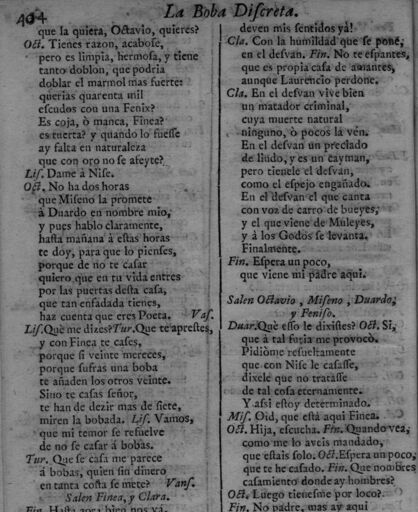 404
La Boba Discreta.
que la quiera, Octavio, quieres?
Oct. Tienes razon, acabose,
pero es limpia, hermosa, y tiene
tanto doblon, que podria
doblar el marmol mas fuerte:
querias quarenta mil
escudos con una Fenix?
Es coja, ò manca, Finea?
es tuerta? y quando lo fuesse
ay falta en naturaleza
que con oro no se afeyte?
Lis. Dame à Nise.
Oct. No ha dos horas
que Miseno la promete
à Duardo en nombre mio,
y pues hablo claramente,
hasta mañana à estas horas
te doy, para que lo pienses,
porque de no te casar
quiero que en tu vida entres
por las puertas desta casa,
que tan enfadada tienes,
haz cuenta que eres Poeta. Vas.
Lis. Què me dizes? Tur. Que te aprestes,
y con Finea te cases,
porque si veinte mereces,
porque sufras una boba
te añaden los otros veinte.
Sino te casas señor,
te han de dezir mas de siete,
miren la bobada. Lis. Vamos,
que mi temor se resuelve
de no se casar à bobas.
Tur. Que se casa me parece
à bobas, quien sin dinero
en tanta costa se mete? Vans.
Salen Finea, y Clara.
Fin. Hasta aora bien nos và.
deven mis sentidos yà!
Cla. Con la humildad que se pone,
en el desvan. Fin. No te espantes,
que es propia casa de amantes,
aunque Laurencio perdone.
Cla. En el desvan vive bien
un matador criminal,
cuya muerte natural
ninguno, ò pocos la vèn.
En el desvan un preciado
de lindo, y es un cayman,
pero tienele el desvan,
como el espejo engañado.
En el desvan el que canta
con voz de carro de bueyes,
y el que viene de Muleyes,
y à los Godos se levanta.
Finalmente.
Fin. Espera un poco,
que viene mi padre aqui.
Salen Octavio, Miseno, Duardo,
y Feniso.
Duar. Què esso le dixistes? Oct. Si,
que à tal furia me provocò.
Pidiòme resueltamente
que con Nise le casasse,
dixele que no tratasse
de tal cosa eternamente.
Y assi estoy determinado.
Mis. Oid, que està aqui Finea.
Oct. Hija, escucha. Fin. Quando vea,
como me lo aveis mandado,
que estais solo. Oct. Espera un poco,
que te he casado. Fin. Que nombres
casamiento donde ay hombres?
Oct. Luego tienesme por loco?
Fin. No padre, mas ay aqui